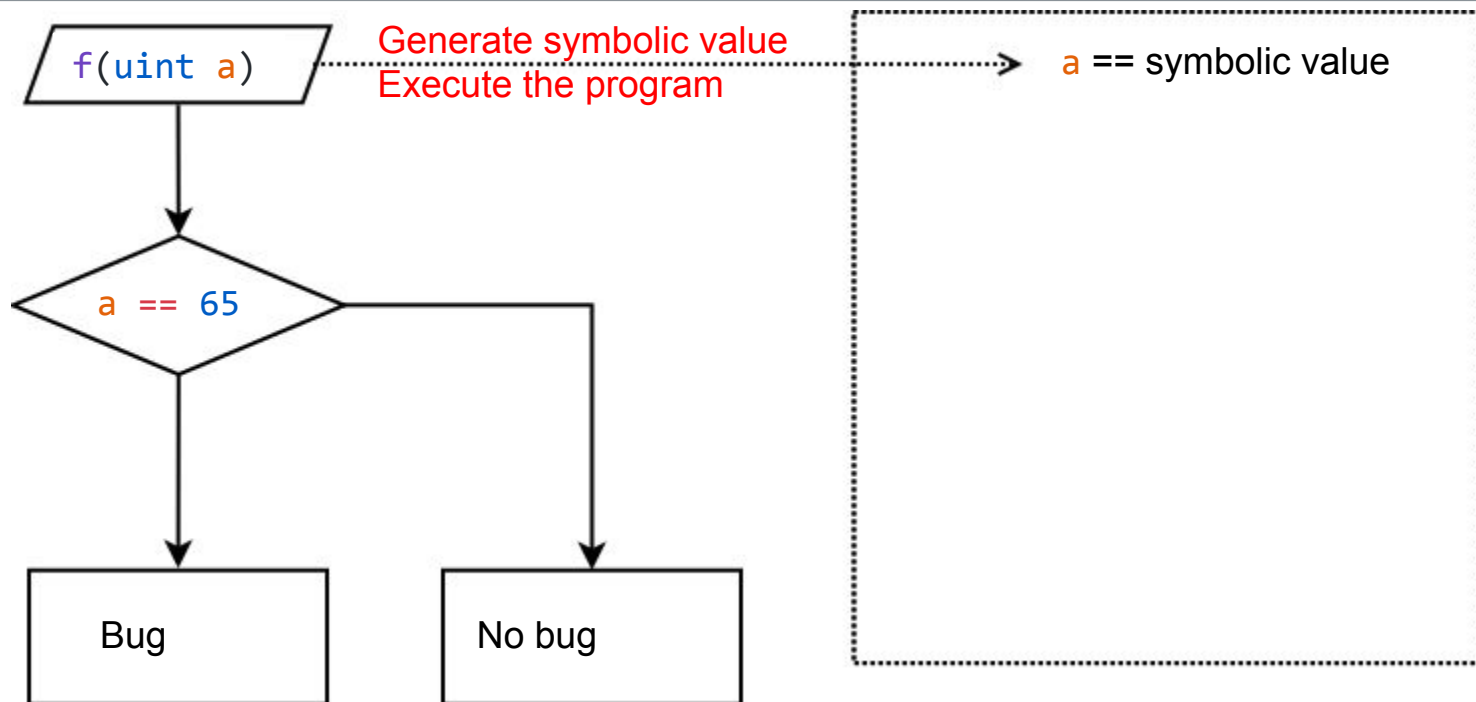 f(uint a)
Generate symbolic value
Execute the program
a == symbolic value
a == 65
Bug
No bug